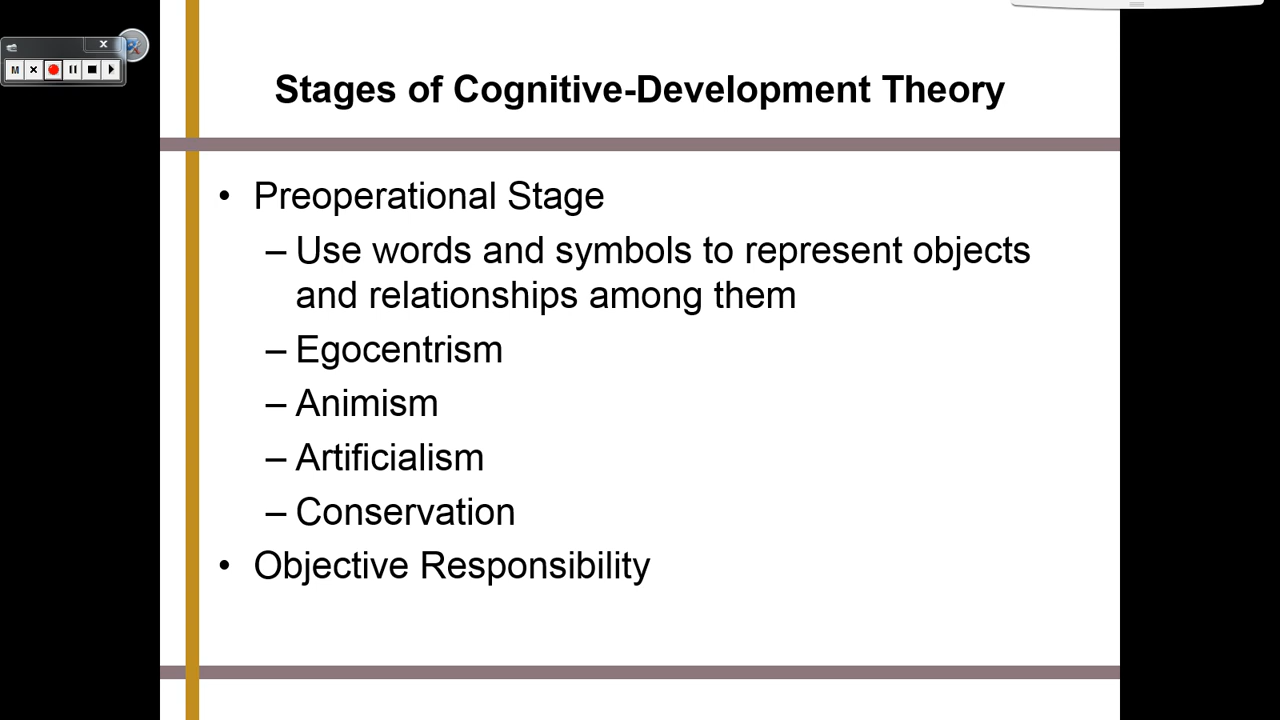 Stages of Cognitive-Development Theory
• Preoperational Stage
– Use words and symbols to represent objects
and relationships among them
– Egocentrism
– Animism
– Artificialism
– Conservation
• Objective Responsibility
M